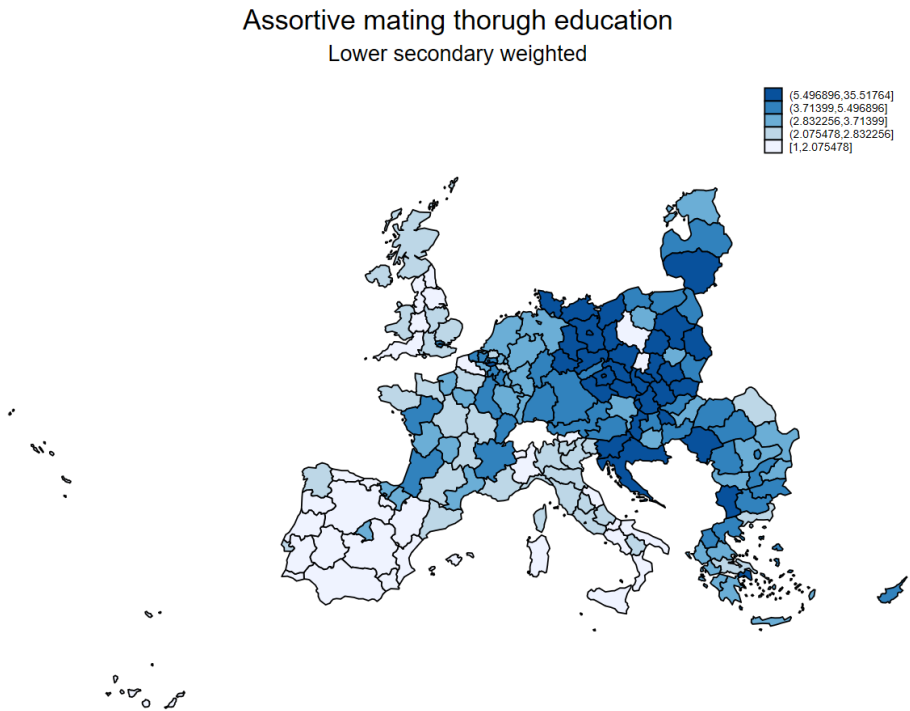 Assortive mating thorugh education
Lower secondary weighted
(5.496896,35.51764]
(3.71399,5.496896]
(2.832256,3.71399]
(2.075478,2.832256]
[1,2.075478]